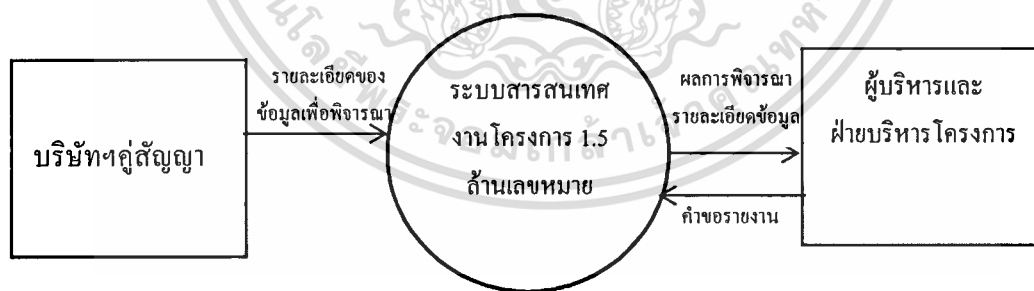 บริษัทฯคู่สัญญา
รายละเอียดของ
ข้อมูลเพื่อพิจารณา
ระบบสารสนเทศ
งานโครงการ 1.5
ล้านเลขหมาย
ผลการพิจารณา
รายละเอียดข้อมูล
คำขอรายงาน
ผู้บริหารและ
ฝ่ายบริหารโครงการ